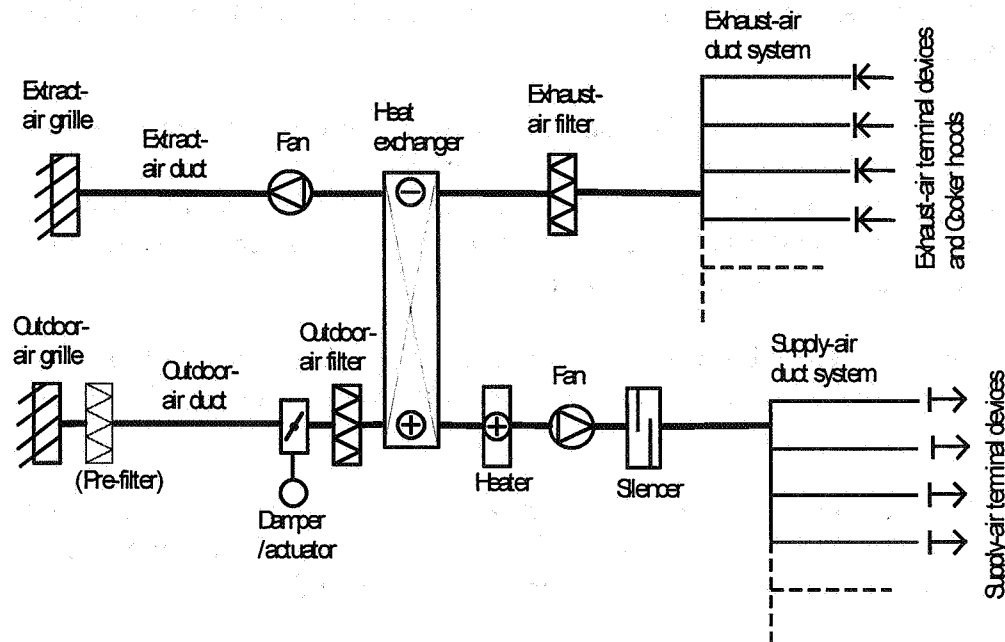 Exhaust-air
duct system
Extract-
air grille
Extract-
air duct
Fan
Heat
exchanger
Exhaust-
air filter
Exhaust-air terminal devices
and Cooker hoods
Outdoor-
air grille
Outdoor-
air duct
Outdoor-
air filter
(Pre-filter)
Damper
/actuator
Heater
Fan
Silencer
Supply-air
duct system
Supply-air terminal devices